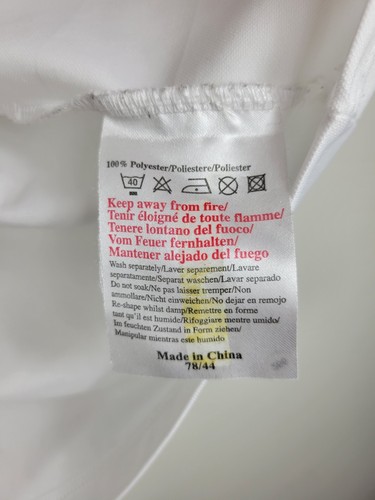 100% Polyester/Poliestere/Poliester
40
Keep away from fire/
Tenir éloigné de toute flamme/
Tenere lontano del fuoco/
Vom Feuer fernhalten/
Mantener alejado del fuego
Wash separately/Laver separement/Lavare
separatamente/Separat waschen/Lavar separado
Do not soak/Ne pas laisser tremper/Non
ammollare/Nicht einweichen/No dejar en remojo
Re-shape whilst damp/Remettre en forme
tant qu'il est humide/Rifoggiare mentre umido/
Im feuchten Zustand in Form ziehen/
Manipular mientras este humido
Made in China
78/44